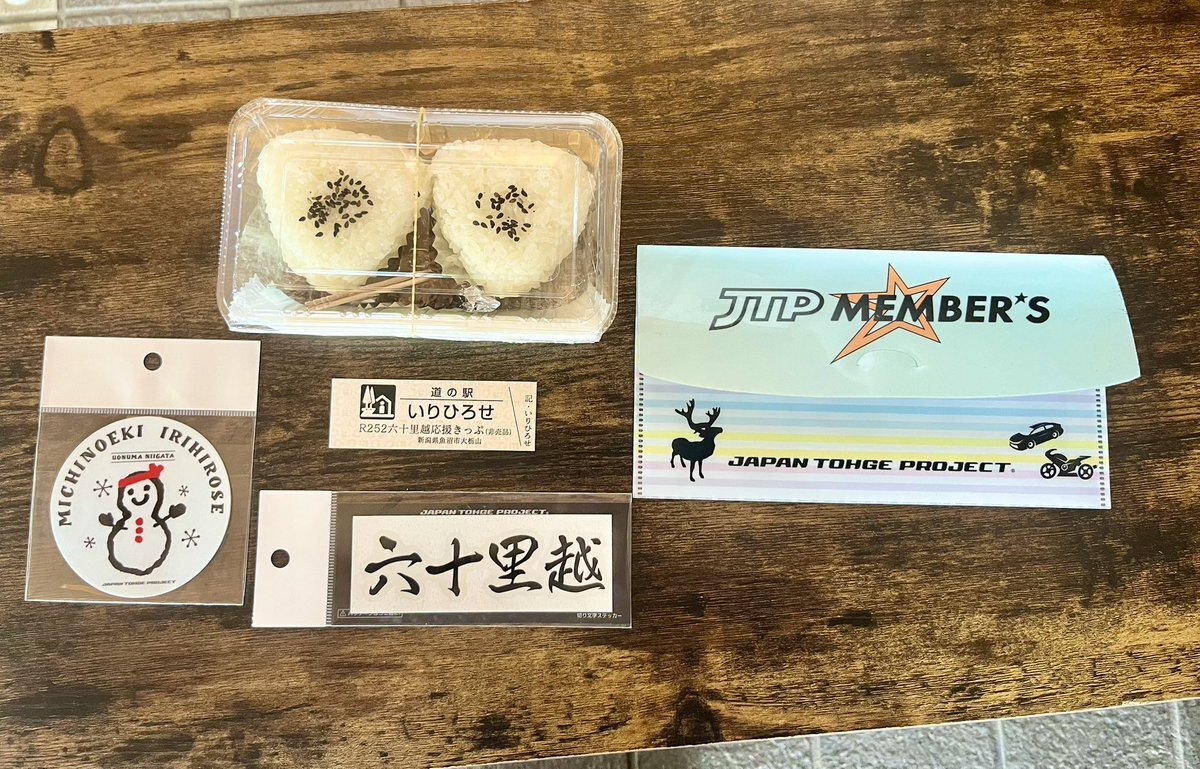 JTP MEMBER★S
JAPAN TOHGE PROJECT®
道の駅
いりひろせ
R252六十里越応援きっぷ(非売品)
新潟県魚沼市大栃山
記・いりひろせ
MICHINOEKI IRIHIROSE
UONUMA NIIGATA
JAPAN TOHGE PROJECT
JAPAN TOHGE PROJECT.
六十里越
切り文字ステッカー